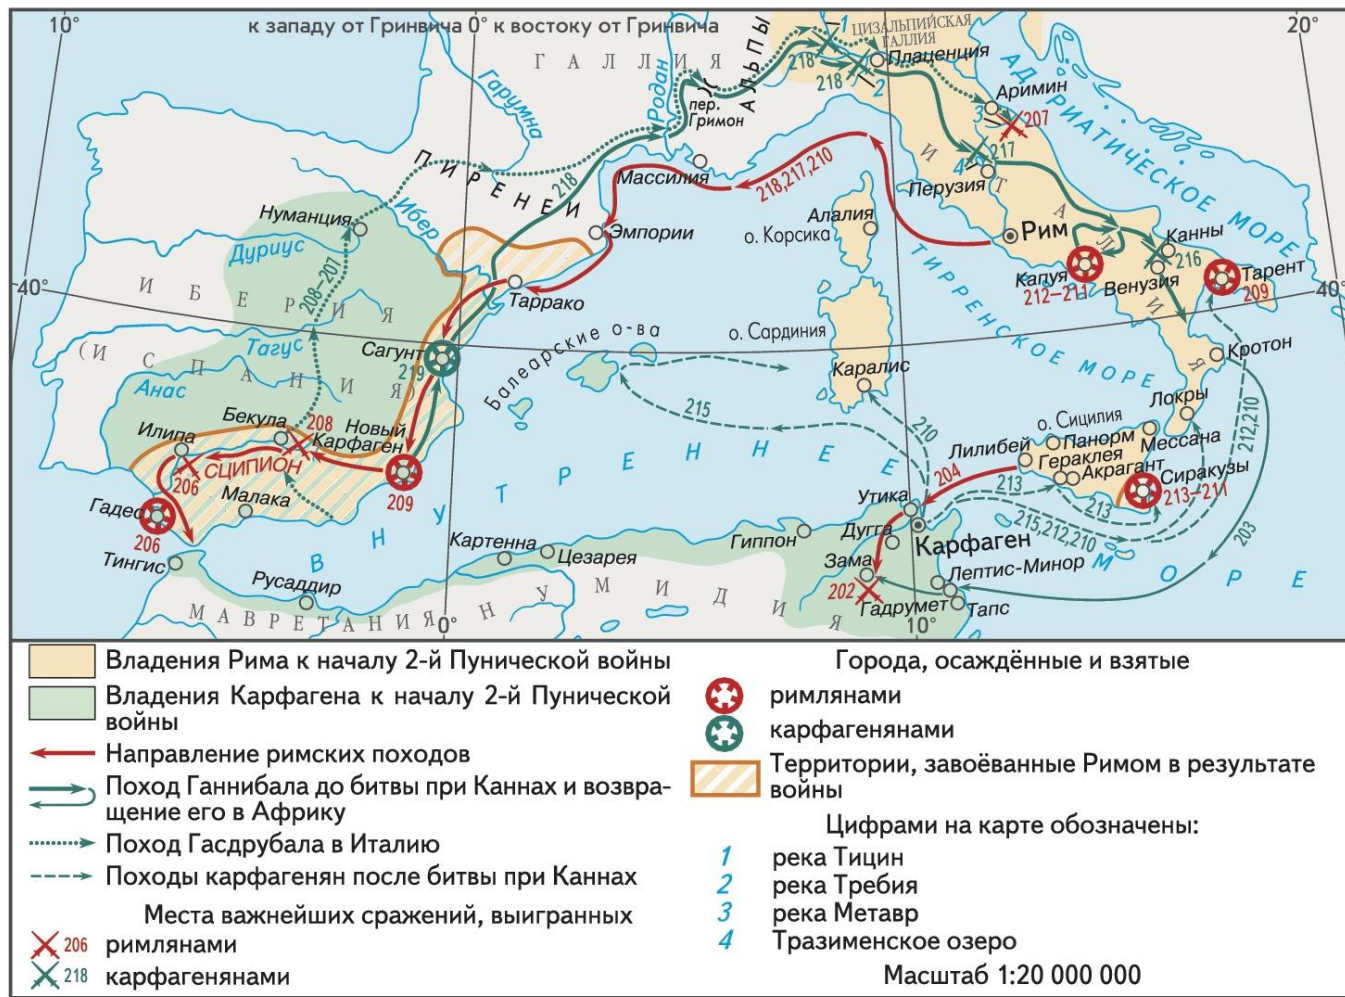 10°
к западу от Гринвича
0°
к востоку от Гринвича
20°
ГАЛЛИЯ
АЛЬПЫ
ЦИЗАЛЬПИЙСКАЯ
ГАЛЛИЯ
1
218
218
2
Плаценция
Гарумна
Родан
пер.
Гримон
Аримин
3
207
АДРИАТИЧЕСКОЕ МОРЕ
217
4
Перузия
ИТАЛИЯ
ПИРЕНЕИ
218
Массилия
218,217,210
Нуманция
Ибер
Эмпории
Алалия
о. Корсика
Рим
Канны
216
Дуриус
Капуя
212–211
Венузия
Тарент
209
40°
40°
ИБЕРИЯ
(ИСПАНИЯ)
208–207
Таррако
ТИРРЕНСКОЕ МОРЕ
Тагус
Сагунт
219
Балеарские о-ва
о. Сардиния
Кротон
Анас
Каралис
215
210
Локры
Бекула
208
Новый
Карфаген
Илипа
о. Сицилия
Лилибей
Панорм
Мессана
212,210
СЦИПИОН
206
209
Гераклея
Акрагант
Сиракузы
213–211
204
213
213
Малака
Гадес
206
Утика
Дугга
Карфаген
215,212,210
203
ВНУТРЕННЕЕ МОРЕ
Картенна
Цезарея
Гиппон
Тингис
Русаддир
Зама
202
Лептис-Минор
Гадрумет
Тапс
МАВРЕТАНИЯ
НУМИДИЯ
0°
10°
Владения Рима к началу 2-й Пунической войны
Владения Карфагена к началу 2-й Пунической
войны
Направление римских походов
Поход Ганнибала до битвы при Каннах и возвра-
щение его в Африку
Поход Гасдрубала в Италию
Походы карфагенян после битвы при Каннах
Места важнейших сражений, выигранных
206 римлянами
218 карфагенянами
Города, осаждённые и взятые
римлянами
карфагенянами
Территории, завоёванные Римом в результате
войны
Цифрами на карте обозначены:
1 река Тицин
2 река Требия
3 река Метавр
4 Тразименское озеро
Масштаб 1:20 000 000